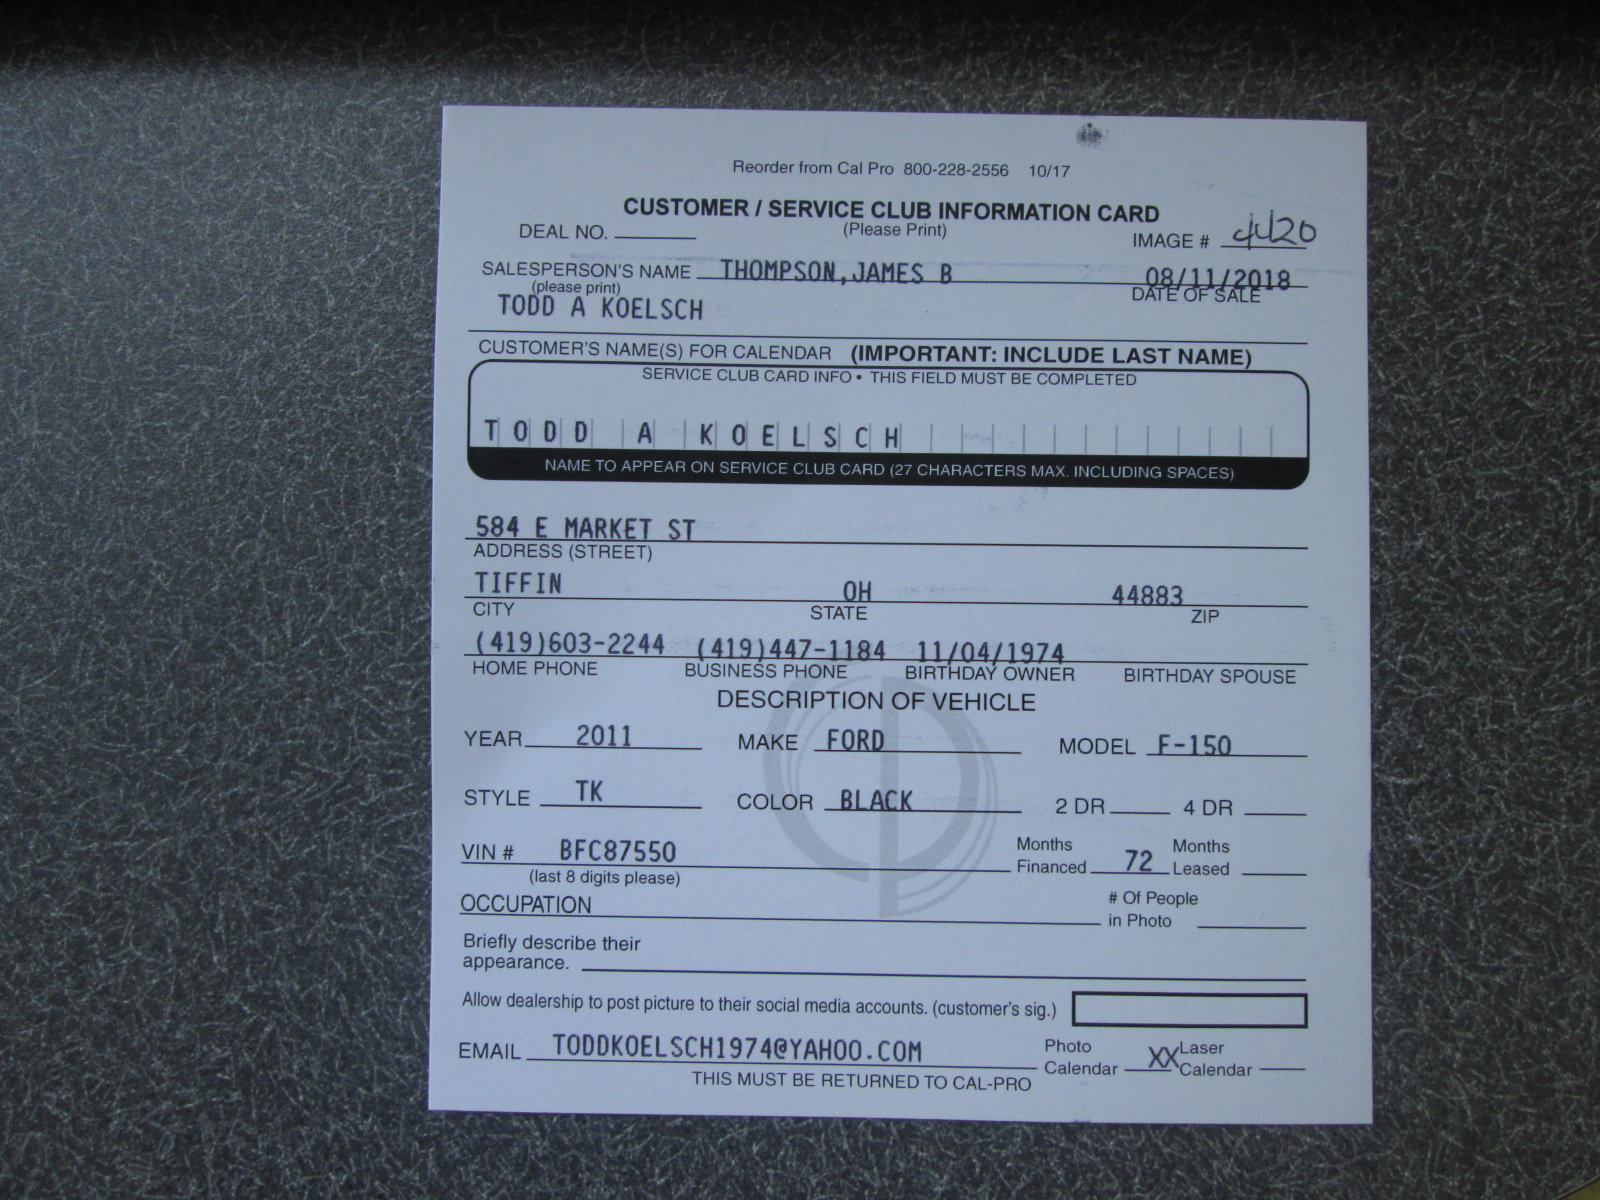 Reorder from Cal Pro 800-228-2556 10/17
CUSTOMER / SERVICE CLUB INFORMATION CARD
(Please Print)
DEAL NO. IMAGE # 4420
SALESPERSON'S NAME THOMPSON,JAMES B 08/11/2018
(please print) DATE OF SALE
TODD A KOELSCH
CUSTOMER'S NAME(S) FOR CALENDAR (IMPORTANT: INCLUDE LAST NAME)
SERVICE CLUB CARD INFO • THIS FIELD MUST BE COMPLETED
TODD A KOELSCH
NAME TO APPEAR ON SERVICE CLUB CARD (27 CHARACTERS MAX. INCLUDING SPACES)
584 E MARKET ST
ADDRESS (STREET)
TIFFIN OH 44883
CITY STATE ZIP
(419)603-2244 (419)447-1184 11/04/1974
HOME PHONE BUSINESS PHONE BIRTHDAY OWNER BIRTHDAY SPOUSE
DESCRIPTION OF VEHICLE
YEAR 2011 MAKE FORD MODEL F-150
STYLE TK COLOR BLACK 2 DR 4 DR
VIN # BFC87550 Months Financed 72 Months Leased
(last 8 digits please)
OCCUPATION # Of People in Photo
Briefly describe their
appearance.
Allow dealership to post picture to their social media accounts. (customer's sig.)
EMAIL TODDKOELSCH1974@YAHOO.COM Photo Calendar XX Laser Calendar
THIS MUST BE RETURNED TO CAL-PRO